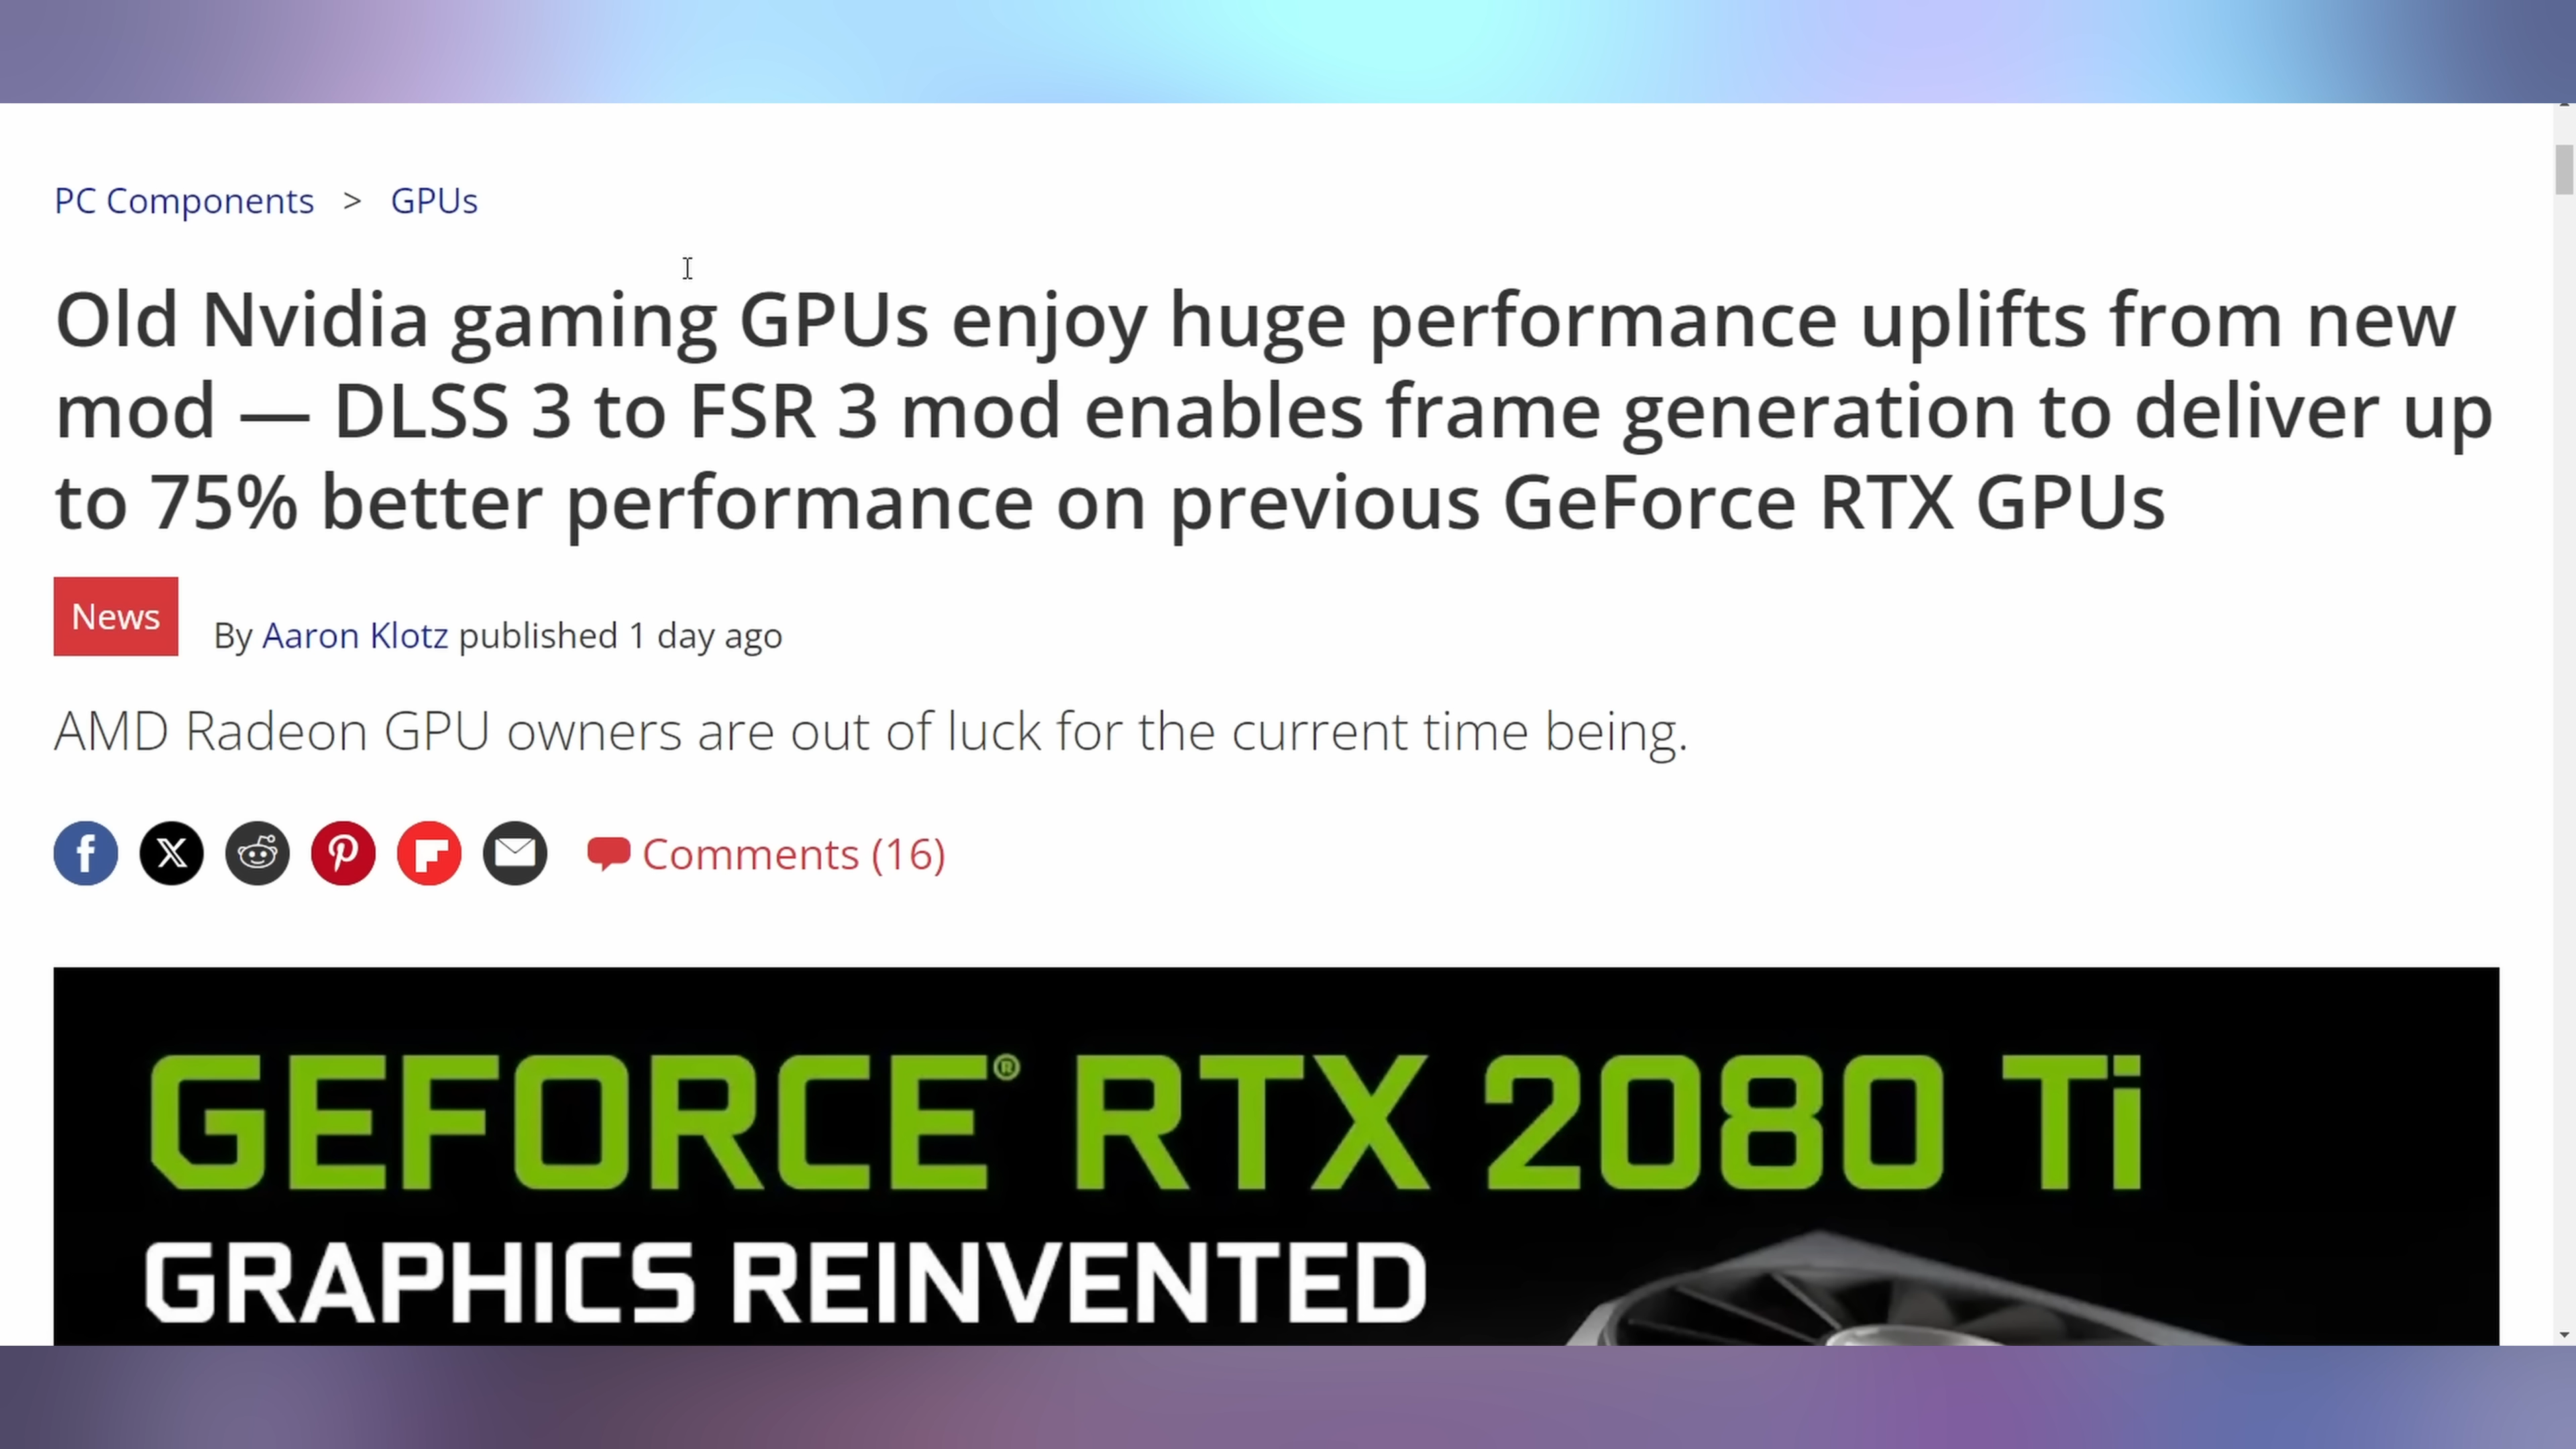 PC Components > GPUs
Old Nvidia gaming GPUs enjoy huge performance uplifts from new
mod — DLSS 3 to FSR 3 mod enables frame generation to deliver up
to 75% better performance on previous GeForce RTX GPUs
News
By Aaron Klotz published 1 day ago
AMD Radeon GPU owners are out of luck for the current time being.
Comments (16)
GEFORCE® RTX 2080 Ti
GRAPHICS REINVENTED